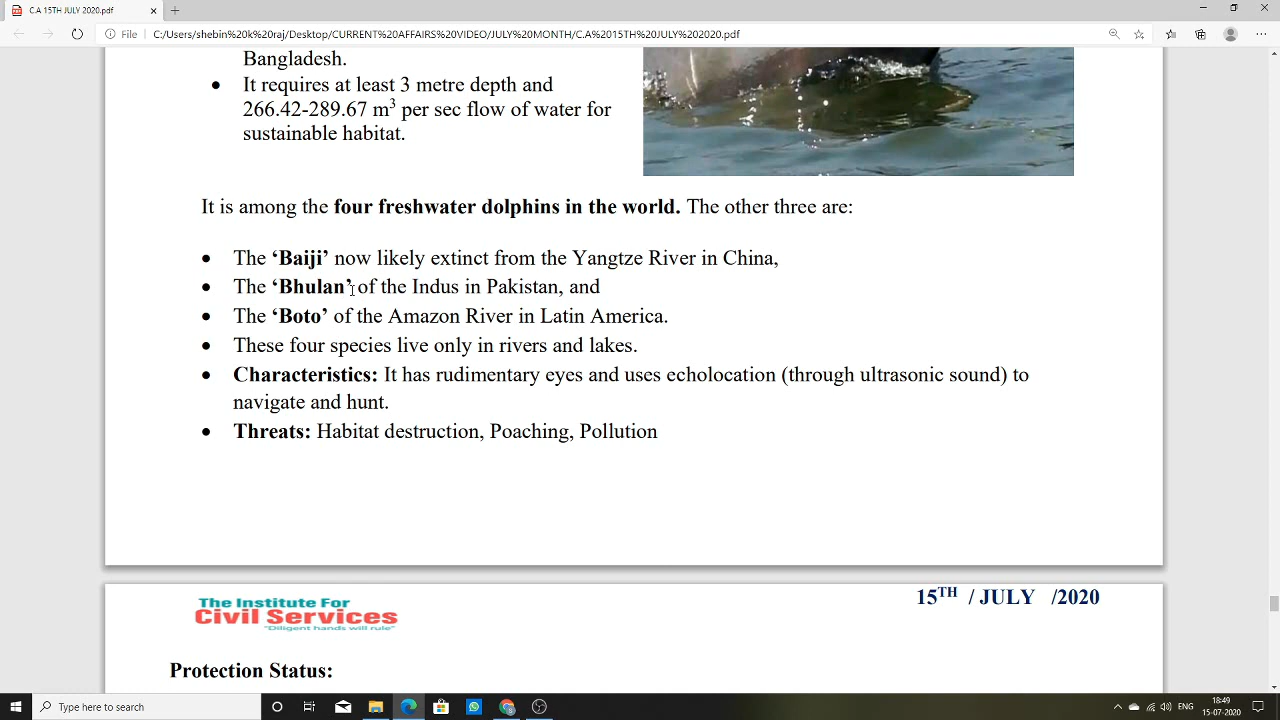 C.A 15TH JULY 2020.pdf
File
C:/Users/shebin%20k%20raj/Desktop/CURRENT%20AFFAIRS%20VIDEO/JULY%20MONTH/C.A%2015TH%20JULY%202020.pdf
Bangladesh.
• It requires at least 3 metre depth and
266.42-289.67 m³ per sec flow of water for
sustainable habitat.
It is among the four freshwater dolphins in the world. The other three are:
• The ‘Baiji’ now likely extinct from the Yangtze River in China,
• The ‘Bhulan’ of the Indus in Pakistan, and
• The ‘Boto’ of the Amazon River in Latin America.
• These four species live only in rivers and lakes.
• Characteristics: It has rudimentary eyes and uses echolocation (through ultrasonic sound) to
navigate and hunt.
• Threats: Habitat destruction, Poaching, Pollution
15TH / JULY /2020
The Institute For
Civil Services
"Diligent hands will rule"
Protection Status:
Type here to search
ENG
18:49
15-07-2020